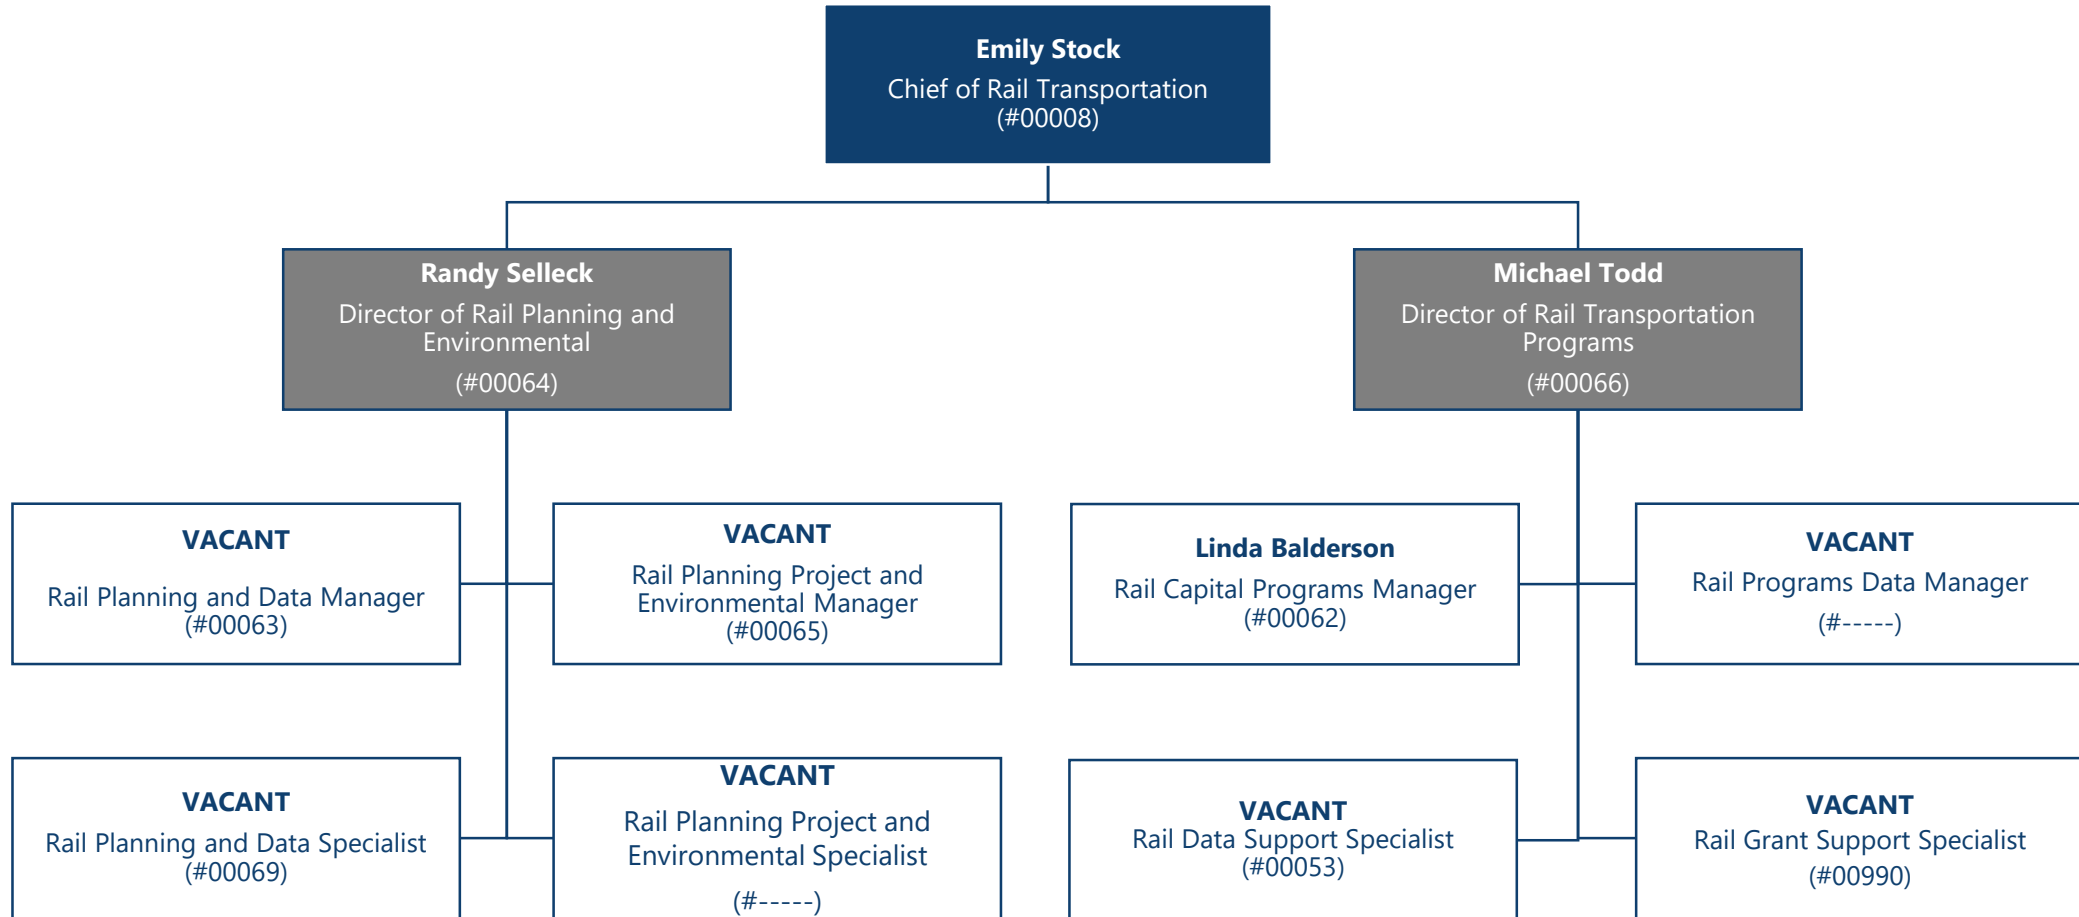 Emily Stock
Chief of Rail Transportation
(#00008)
Randy Selleck
Director of Rail Planning and
Environmental
(#00064)
Michael Todd
Director of Rail Transportation
Programs
(#00066)
VACANT
Rail Planning and Data Manager
(#00063)
VACANT
Rail Planning Project and
Environmental Manager
(#00065)
Linda Balderson
Rail Capital Programs Manager
(#00062)
VACANT
Rail Programs Data Manager
(#-----)
VACANT
Rail Planning and Data Specialist
(#00069)
VACANT
Rail Planning Project and
Environmental Specialist
(#-----)
VACANT
Rail Data Support Specialist
(#00053)
VACANT
Rail Grant Support Specialist
(#00990)